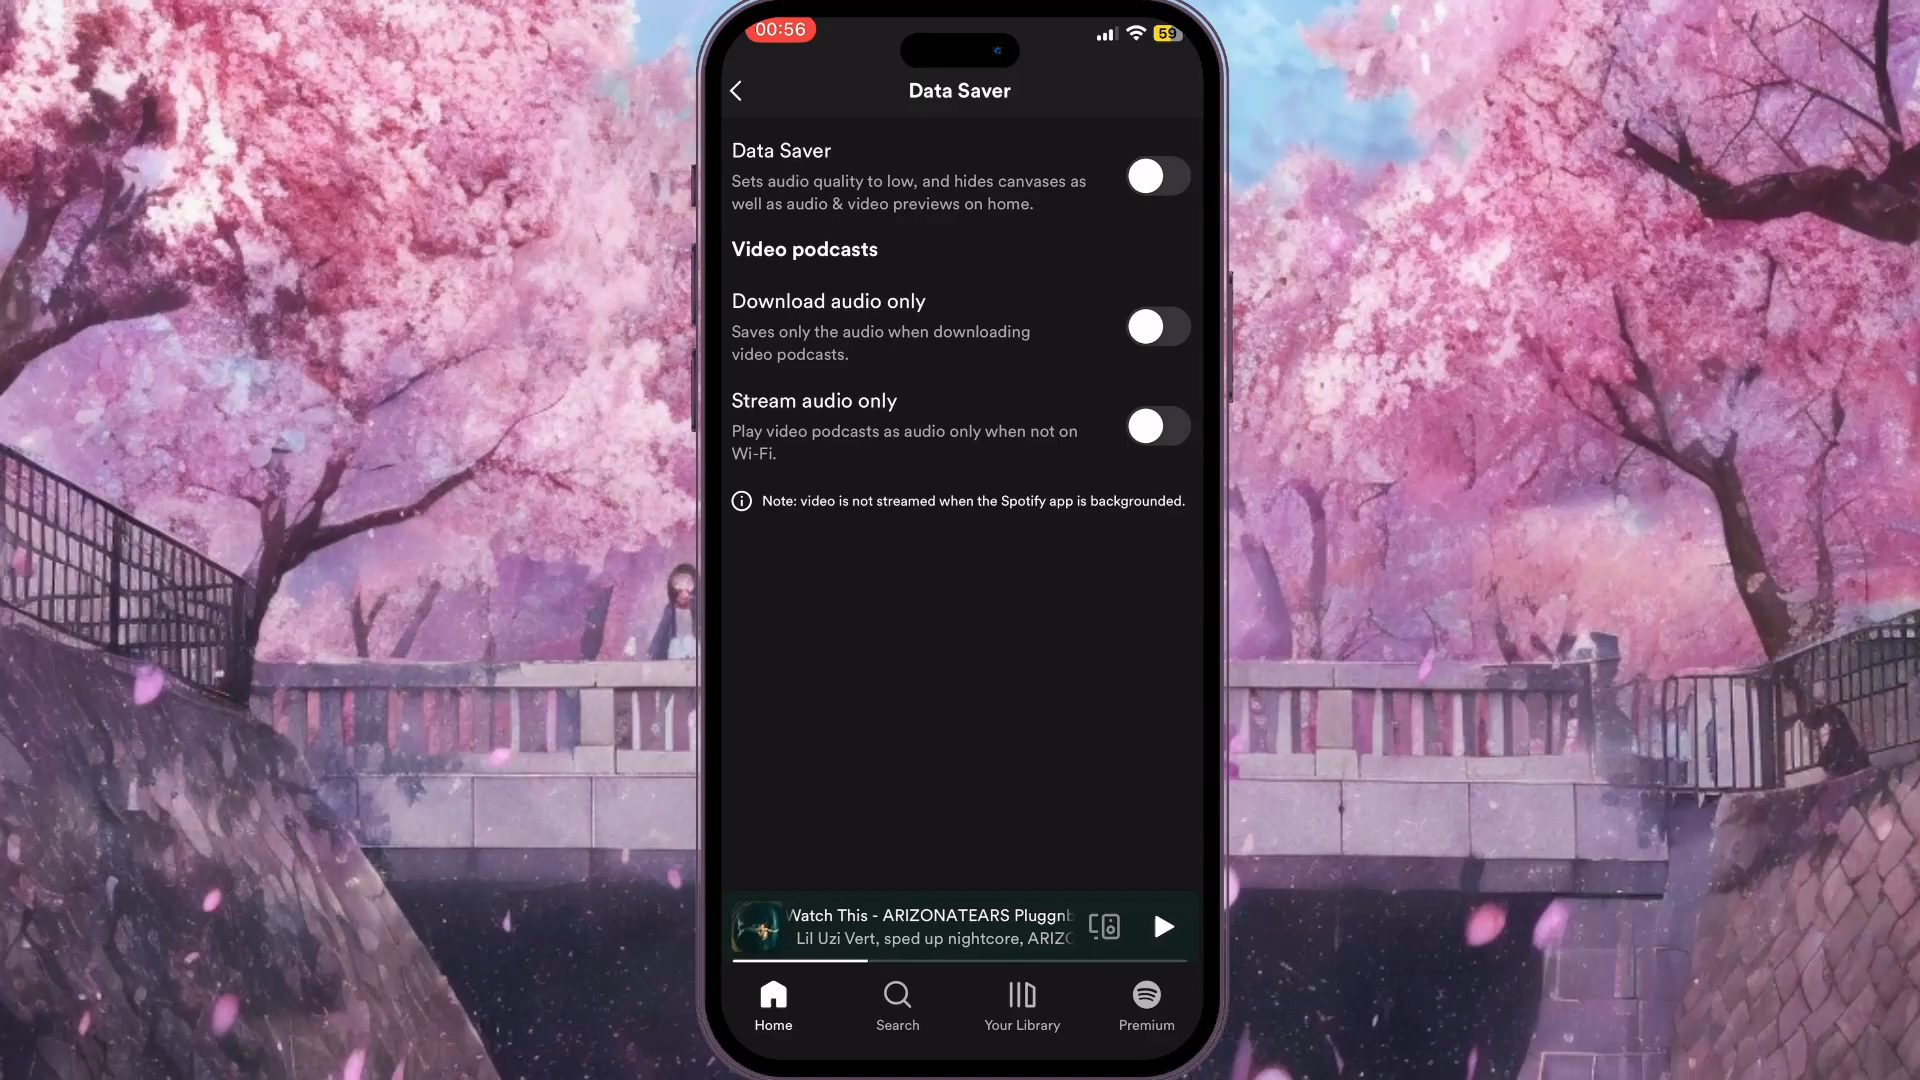 00:56
59
Data Saver
Data Saver
Sets audio quality to low, and hides canvases as
well as audio & video previews on home.
Video podcasts
Download audio only
Saves only the audio when downloading
video podcasts.
Stream audio only
Play video podcasts as audio only when not on
Wi-Fi.
Note: video is not streamed when the Spotify app is backgrounded.
Watch This - ARIZONATEARS Pluggnb
Lil Uzi Vert, sped up nightcore, ARIZO
Home
Search
Your Library
Premium